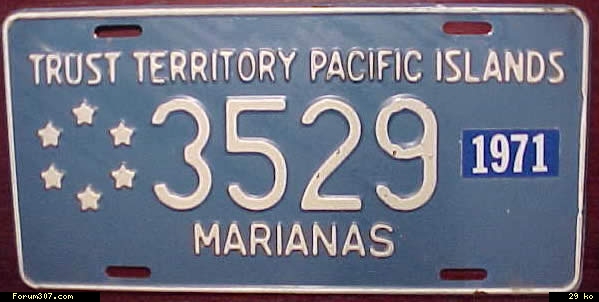 TRUST TERRITORY PACIFIC ISLANDS
3529
1971
MARIANAS
Forum307.com
29 ko